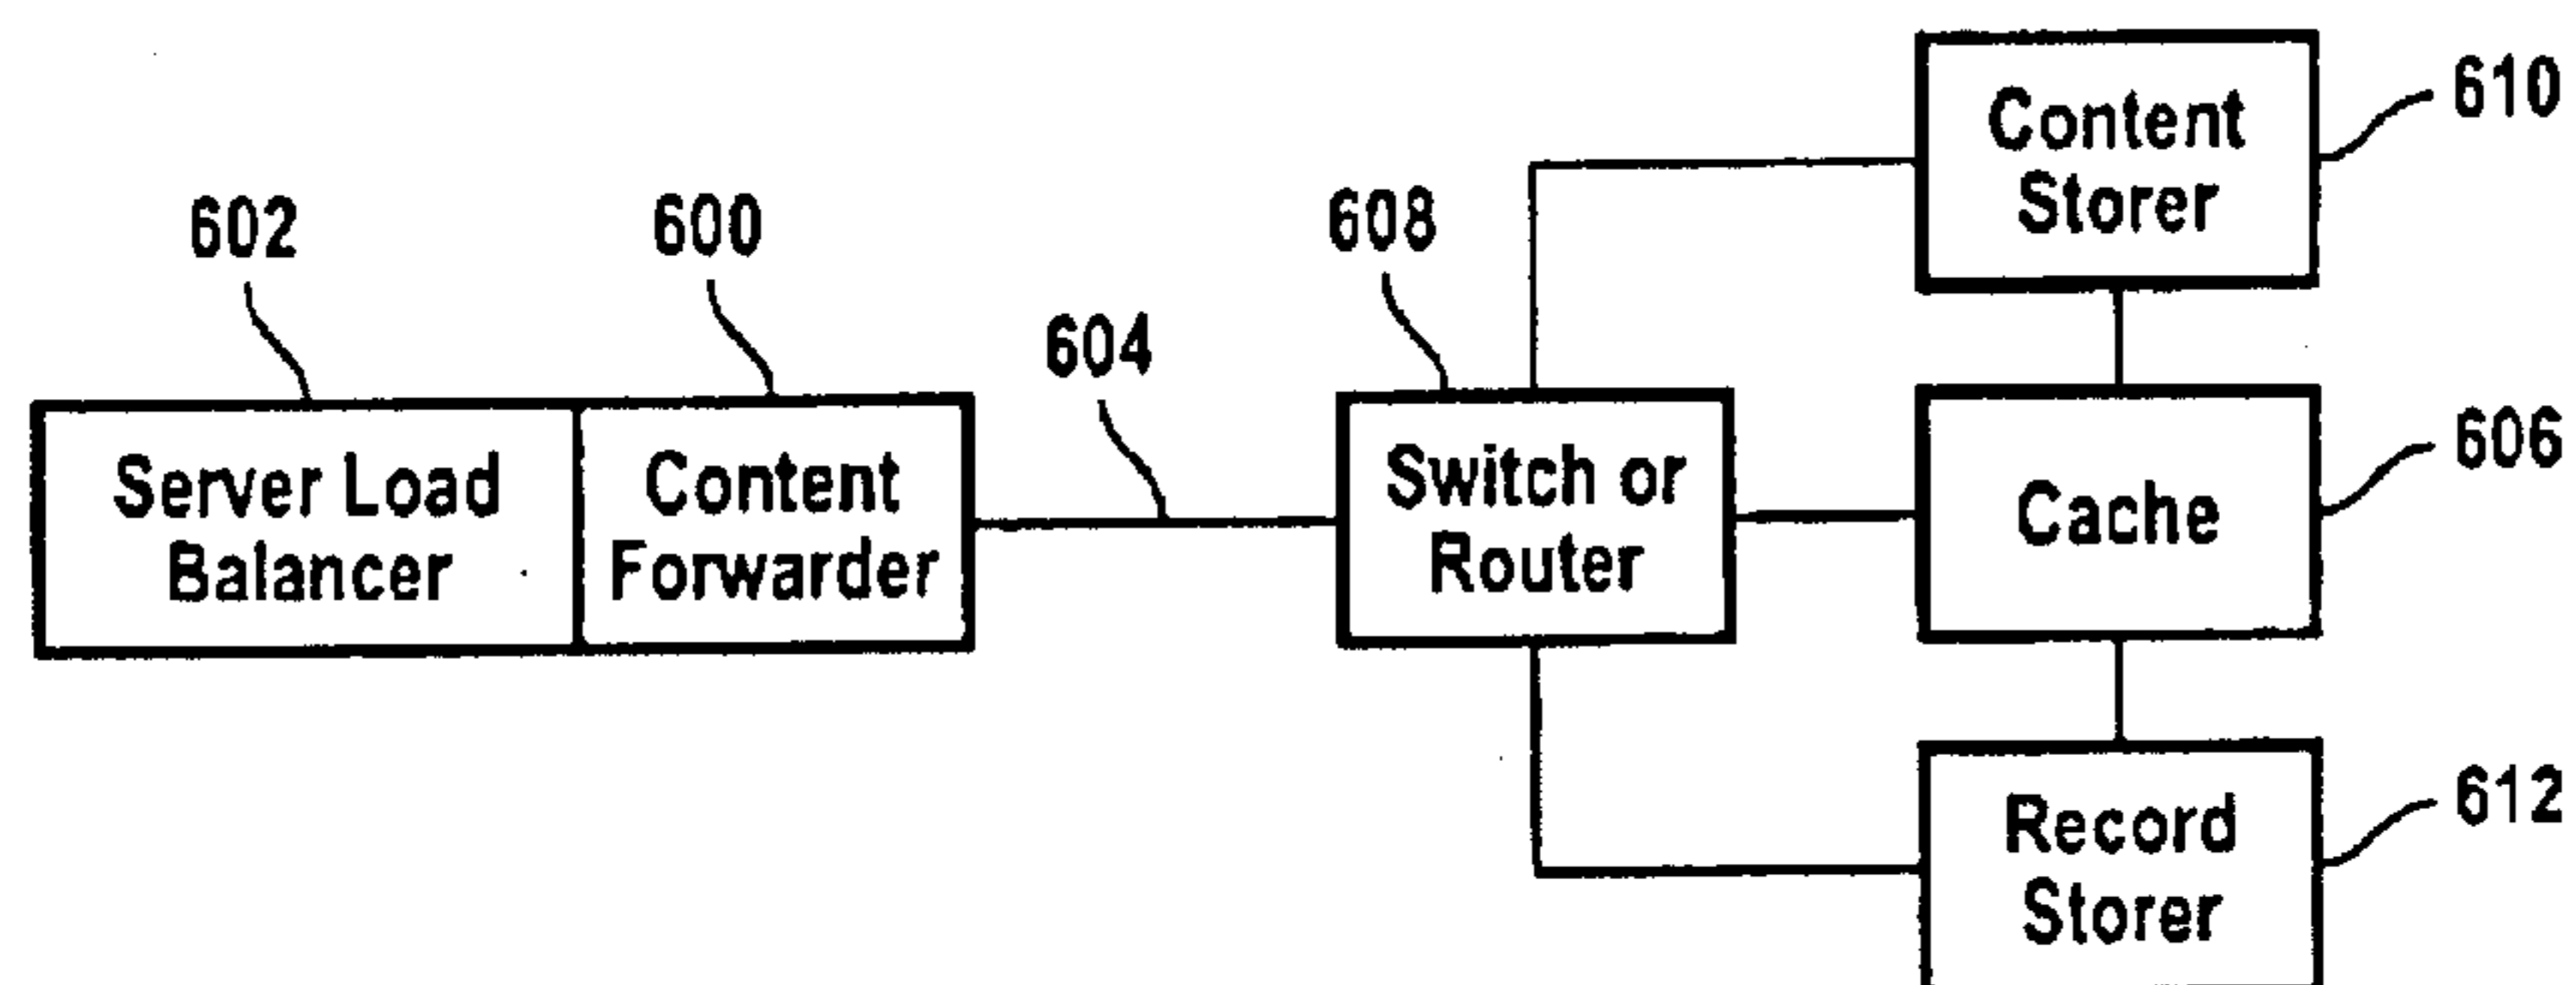 602
600
604
608
610
606
612
Server Load
Balancer
Content
Forwarder
Switch or
Router
Content
Storer
Cache
Record
Storer